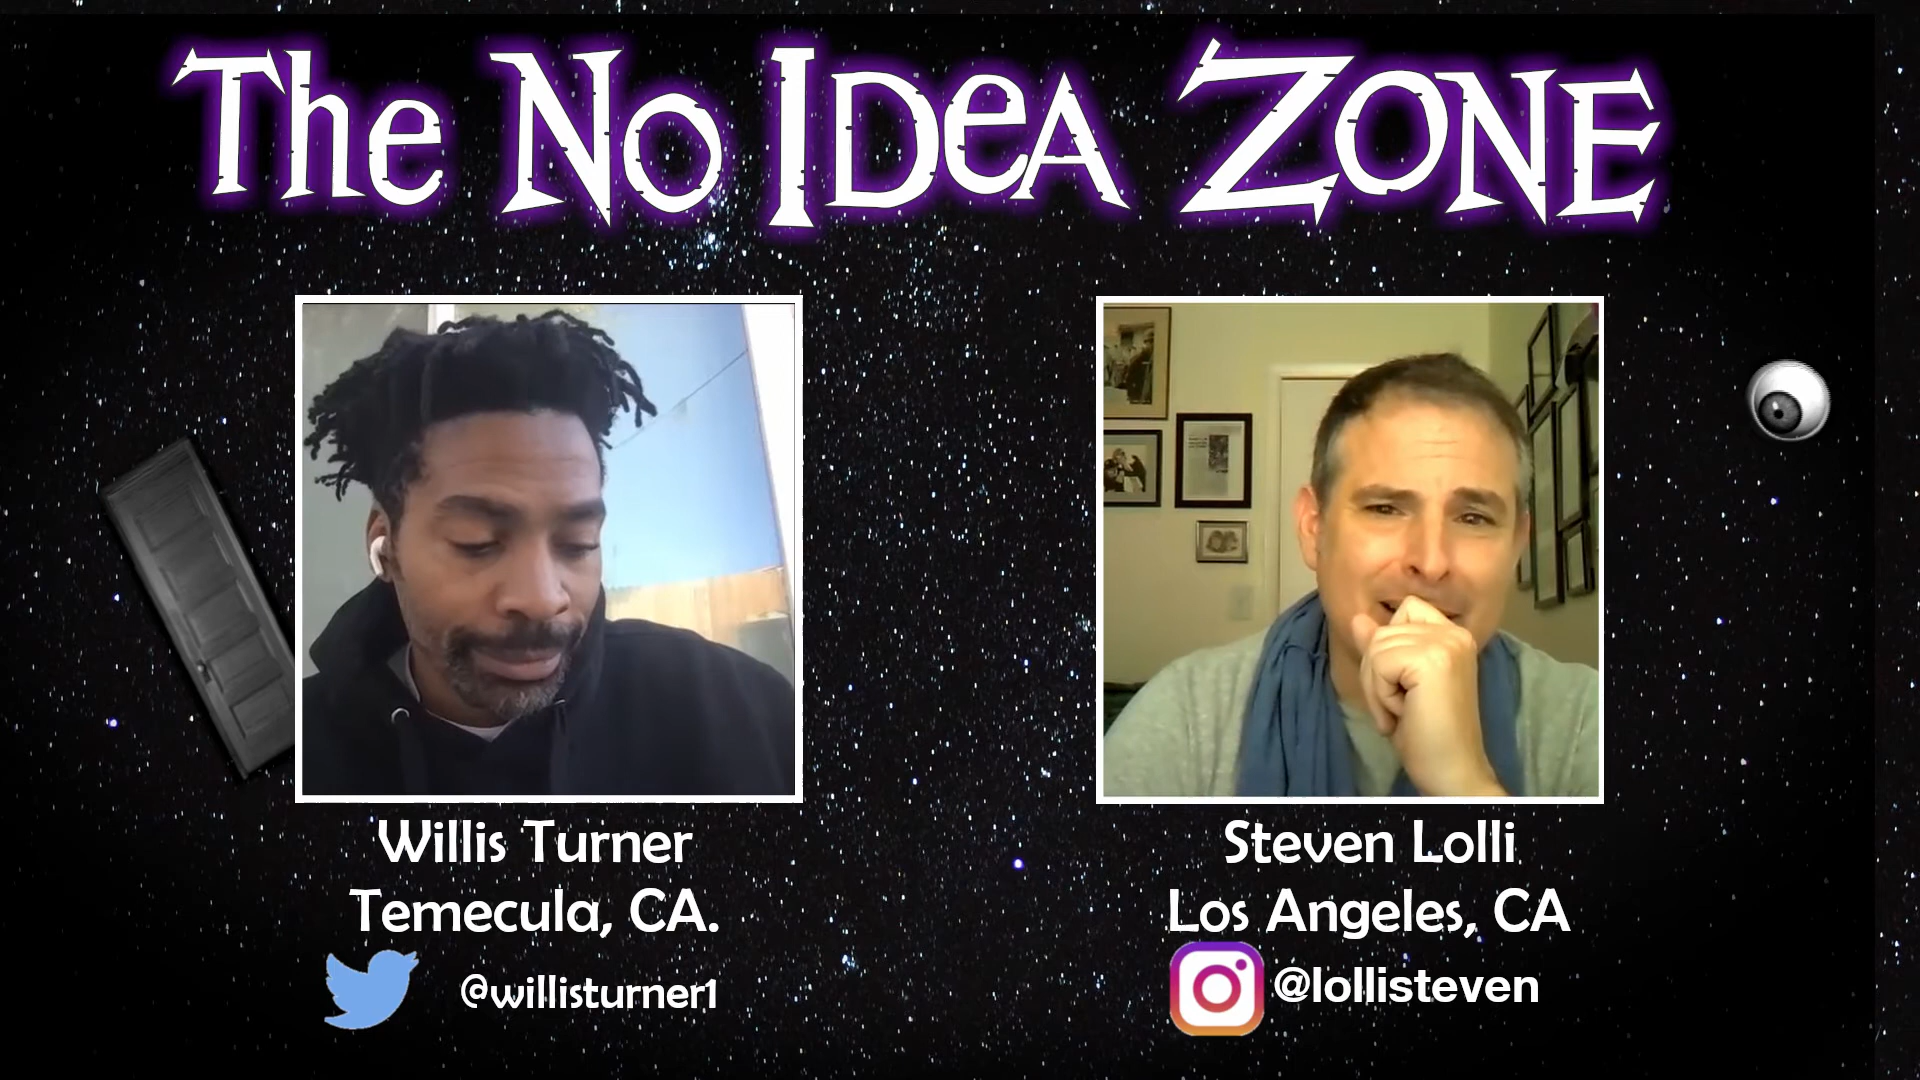 The No Idea Zone
Willis Turner
Temecula, CA.
@willisturner1
Steven Lolli
Los Angeles, CA
@lollisteven